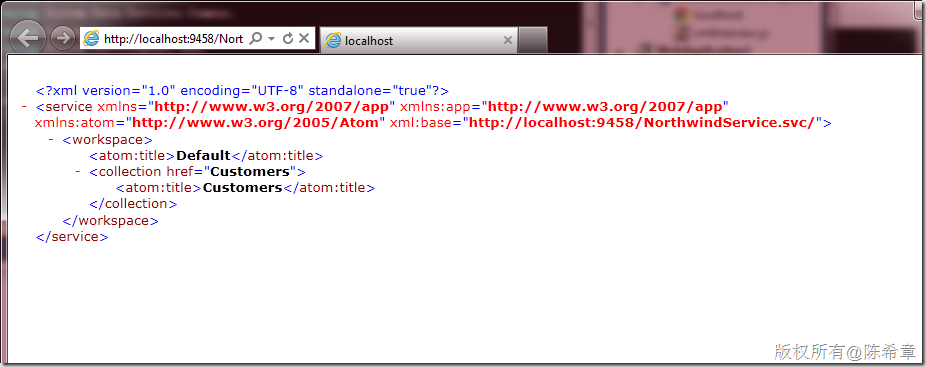 http://localhost:9458/Nort
localhost
<?xml version="1.0" encoding="UTF-8" standalone="true"?>
- <service xmlns="http://www.w3.org/2007/app" xmlns:app="http://www.w3.org/2007/app"
xmlns:atom="http://www.w3.org/2005/Atom" xml:base="http://localhost:9458/NorthwindService.svc/">
- <workspace>
<atom:title>Default</atom:title>
- <collection href="Customers">
<atom:title>Customers</atom:title>
</collection>
</workspace>
</service>
版权所有@陈希章